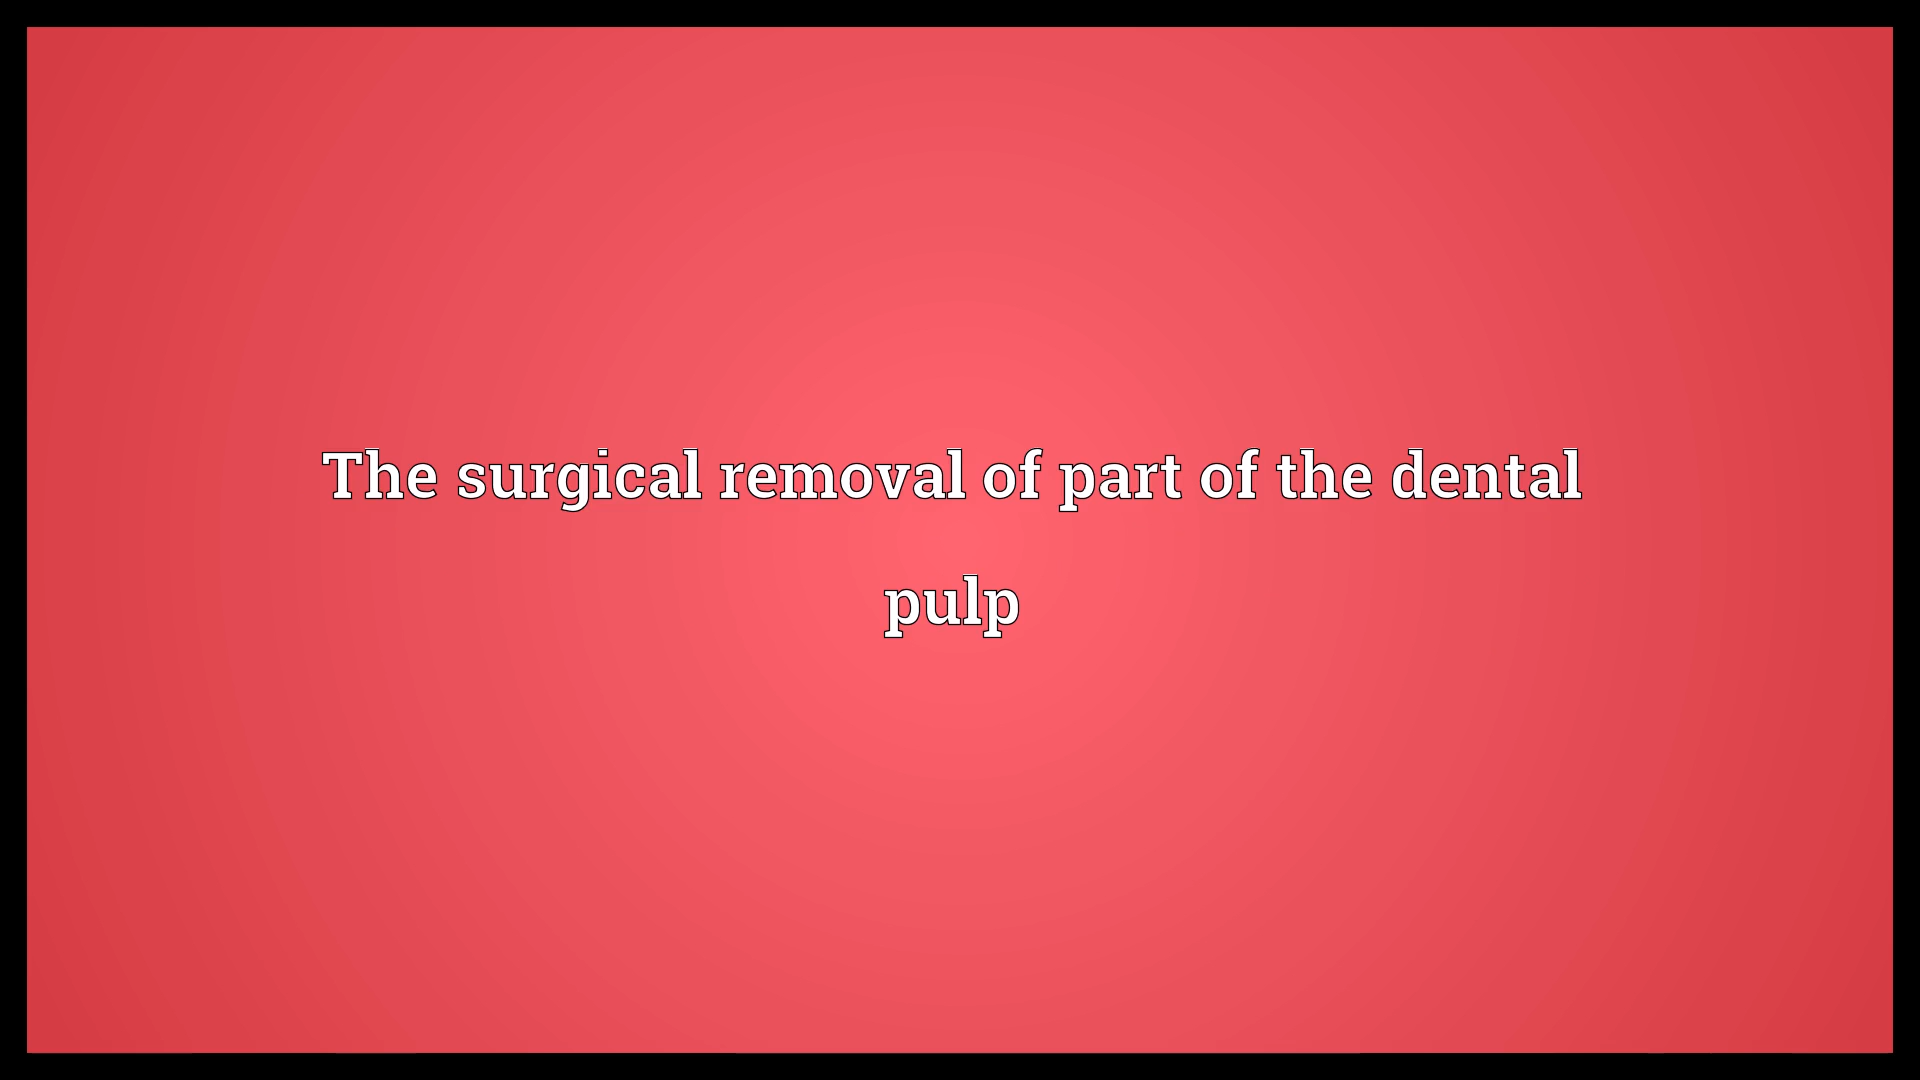 The surgical removal of part of the dental
pulp